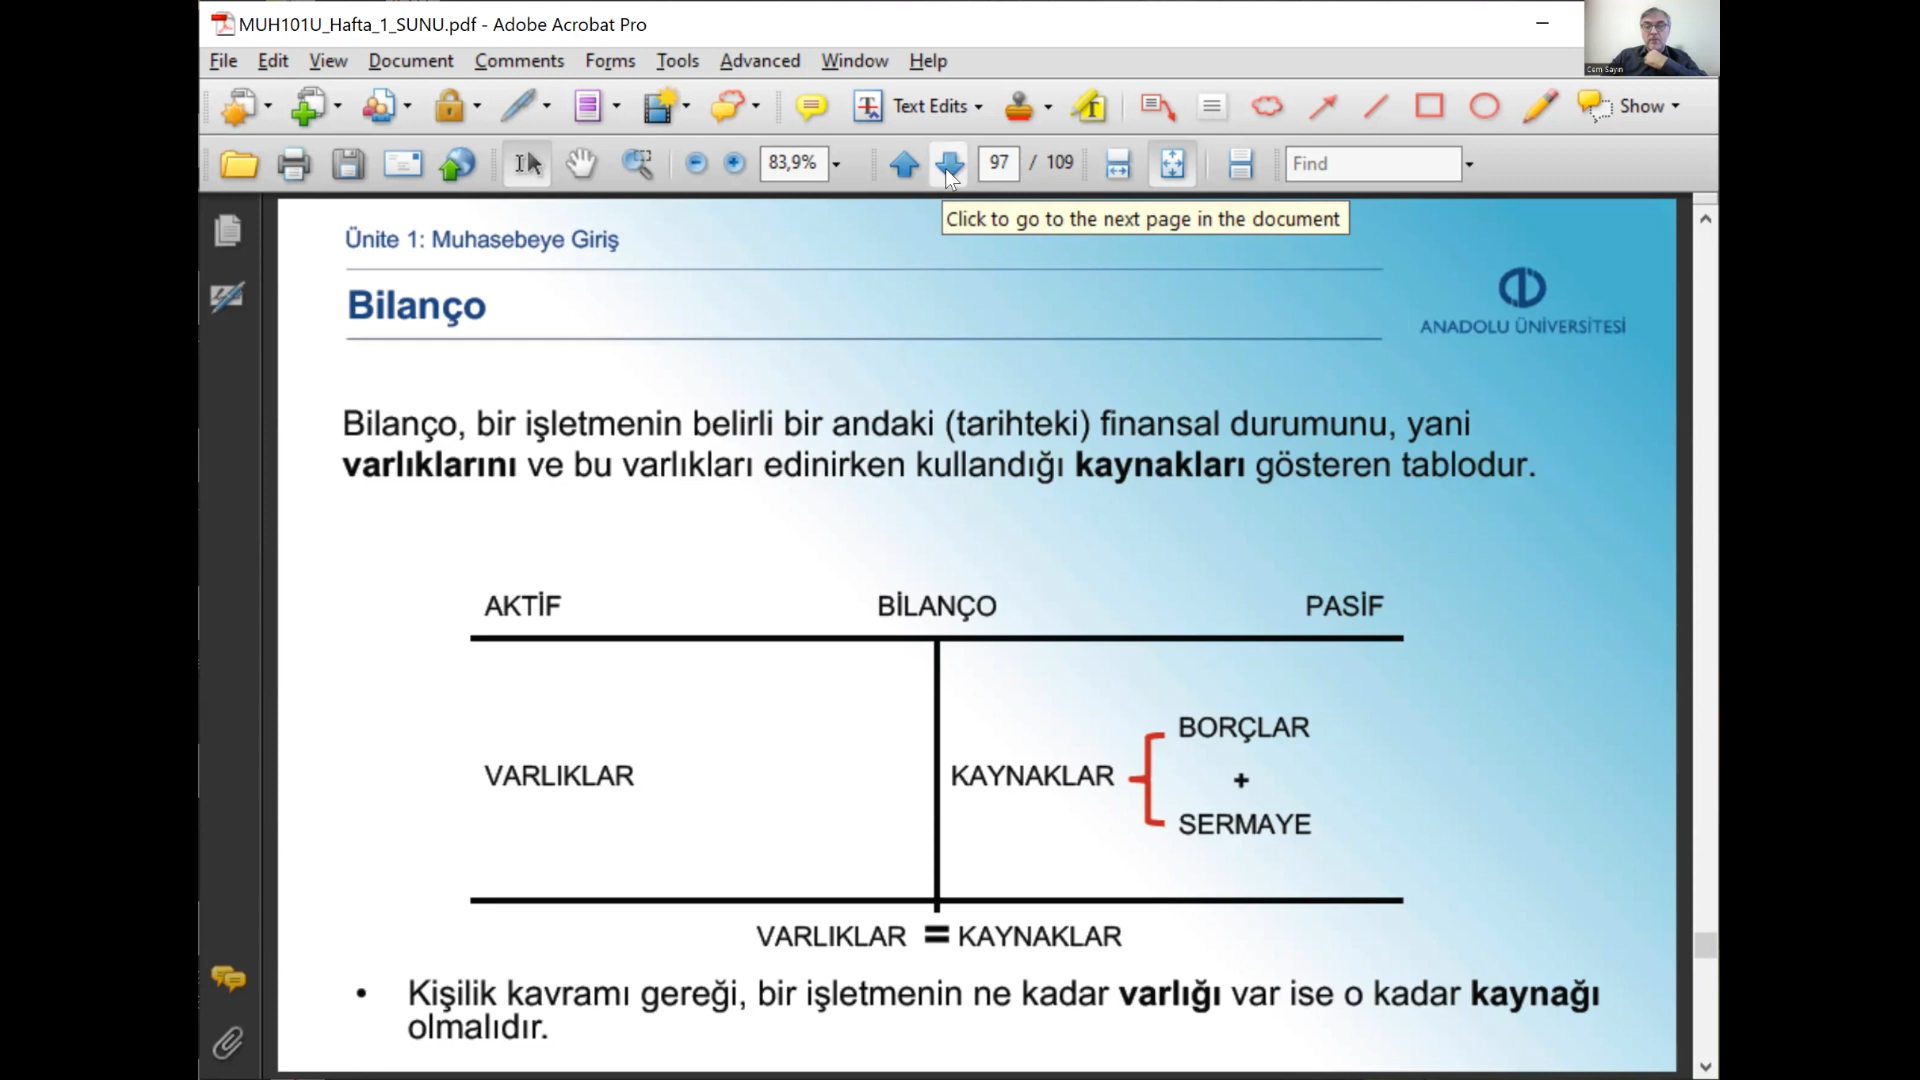 MUH101U_Hafta_1_SUNU.pdf - Adobe Acrobat Pro
Cem Sayın
File Edit View Document Comments Forms Tools Advanced Window Help
Text Edits Show
83,9% 97 / 109 Find
Click to go to the next page in the document
Ünite 1: Muhasebeye Giriş
Bilanço
ANADOLU ÜNİVERSİTESİ
Bilanço, bir işletmenin belirli bir andaki (tarihteki) finansal durumunu, yani
varlıklarını ve bu varlıkları edinirken kullandığı kaynakları gösteren tablodur.
AKTİF BİLANÇO PASİF
BORÇLAR
VARLIKLAR KAYNAKLAR +
SERMAYE
VARLIKLAR = KAYNAKLAR
• Kişilik kavramı gereği, bir işletmenin ne kadar varlığı var ise o kadar kaynağı
olmalıdır.